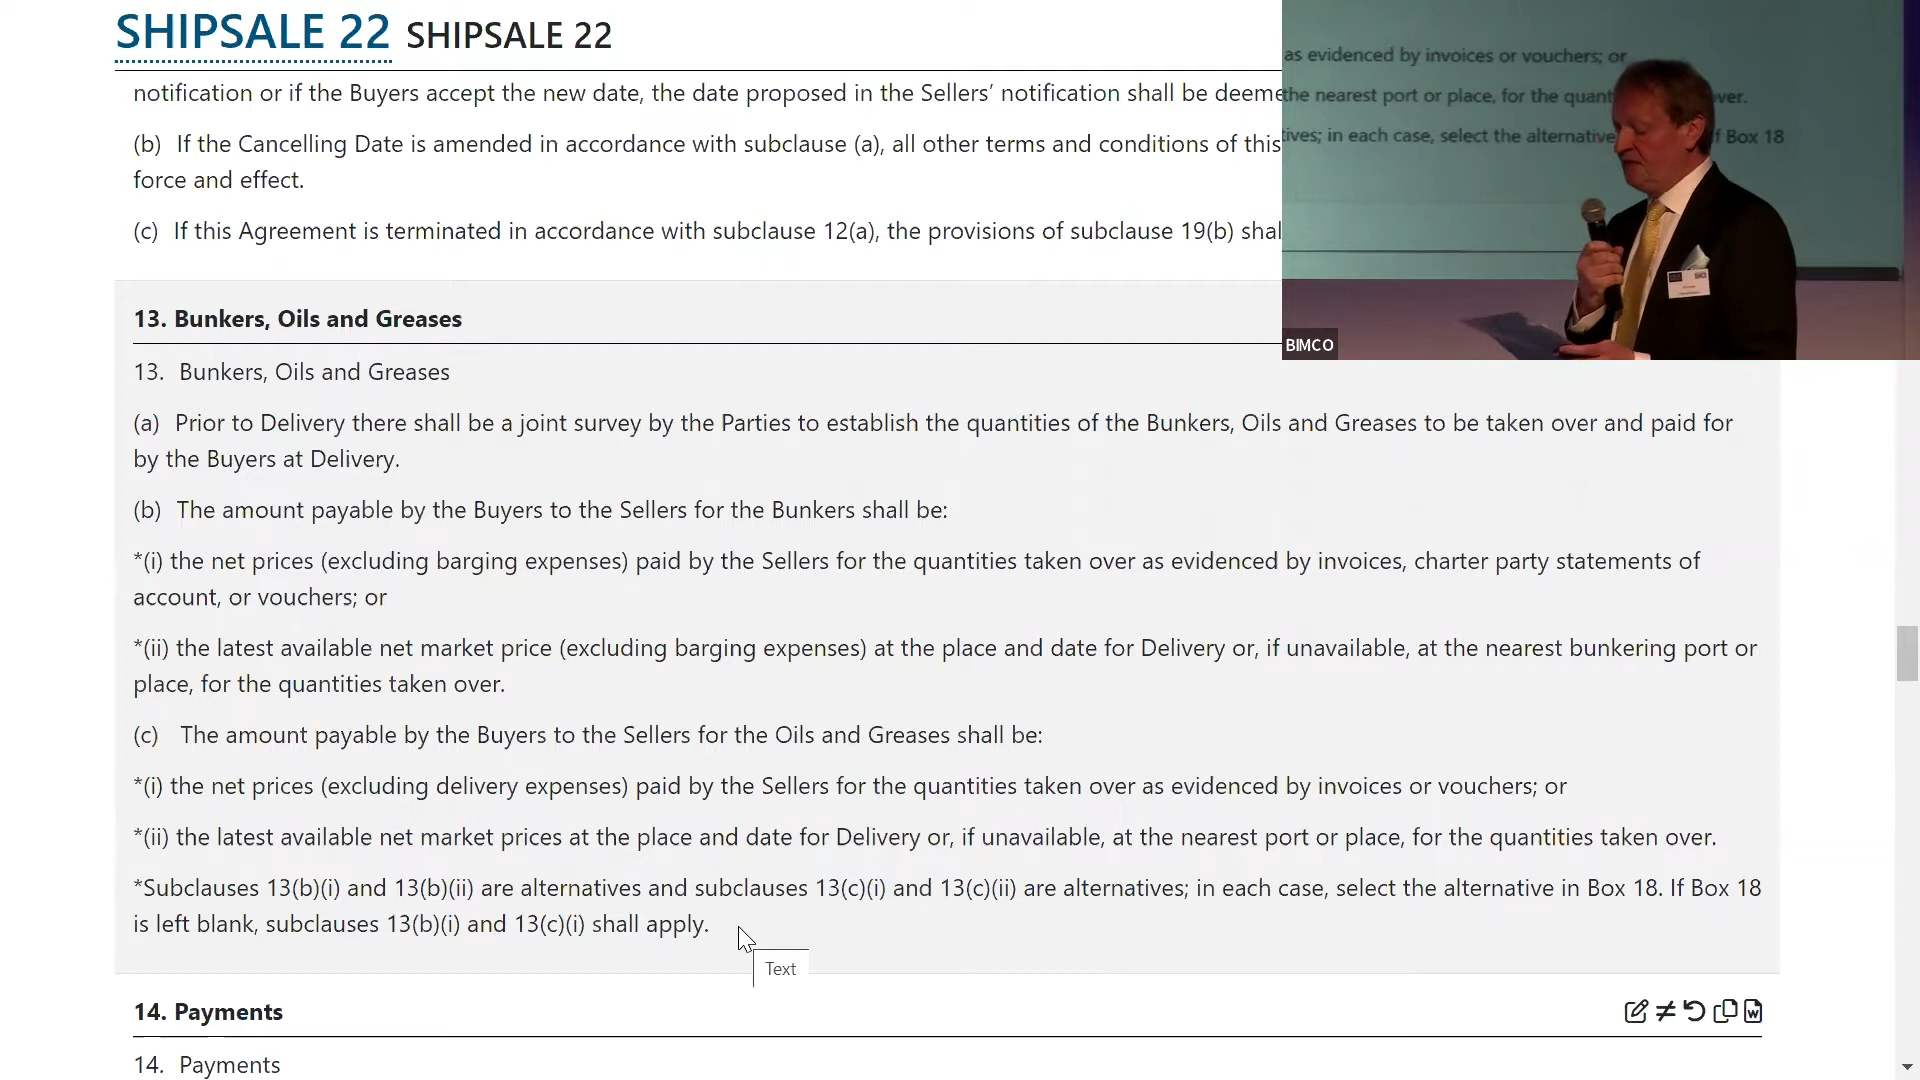 SHIPSALE 22 SHIPSALE 22
notification or if the Buyers accept the new date, the date proposed in the Sellers’ notification shall be deeme
(b) If the Cancelling Date is amended in accordance with subclause (a), all other terms and conditions of this
force and effect.
(c) If this Agreement is terminated in accordance with subclause 12(a), the provisions of subclause 19(b) shal
as evidenced by invoices or vouchers; or
the nearest port or place, for the quant ver.
tives; in each case, select the alternative f Box 18
BIMCO
13. Bunkers, Oils and Greases
13. Bunkers, Oils and Greases
(a) Prior to Delivery there shall be a joint survey by the Parties to establish the quantities of the Bunkers, Oils and Greases to be taken over and paid for
by the Buyers at Delivery.
(b) The amount payable by the Buyers to the Sellers for the Bunkers shall be:
*(i) the net prices (excluding barging expenses) paid by the Sellers for the quantities taken over as evidenced by invoices, charter party statements of
account, or vouchers; or
*(ii) the latest available net market price (excluding barging expenses) at the place and date for Delivery or, if unavailable, at the nearest bunkering port or
place, for the quantities taken over.
(c) The amount payable by the Buyers to the Sellers for the Oils and Greases shall be:
*(i) the net prices (excluding delivery expenses) paid by the Sellers for the quantities taken over as evidenced by invoices or vouchers; or
*(ii) the latest available net market prices at the place and date for Delivery or, if unavailable, at the nearest port or place, for the quantities taken over.
*Subclauses 13(b)(i) and 13(b)(ii) are alternatives and subclauses 13(c)(i) and 13(c)(ii) are alternatives; in each case, select the alternative in Box 18. If Box 18
is left blank, subclauses 13(b)(i) and 13(c)(i) shall apply.
Text
14. Payments
14. Payments